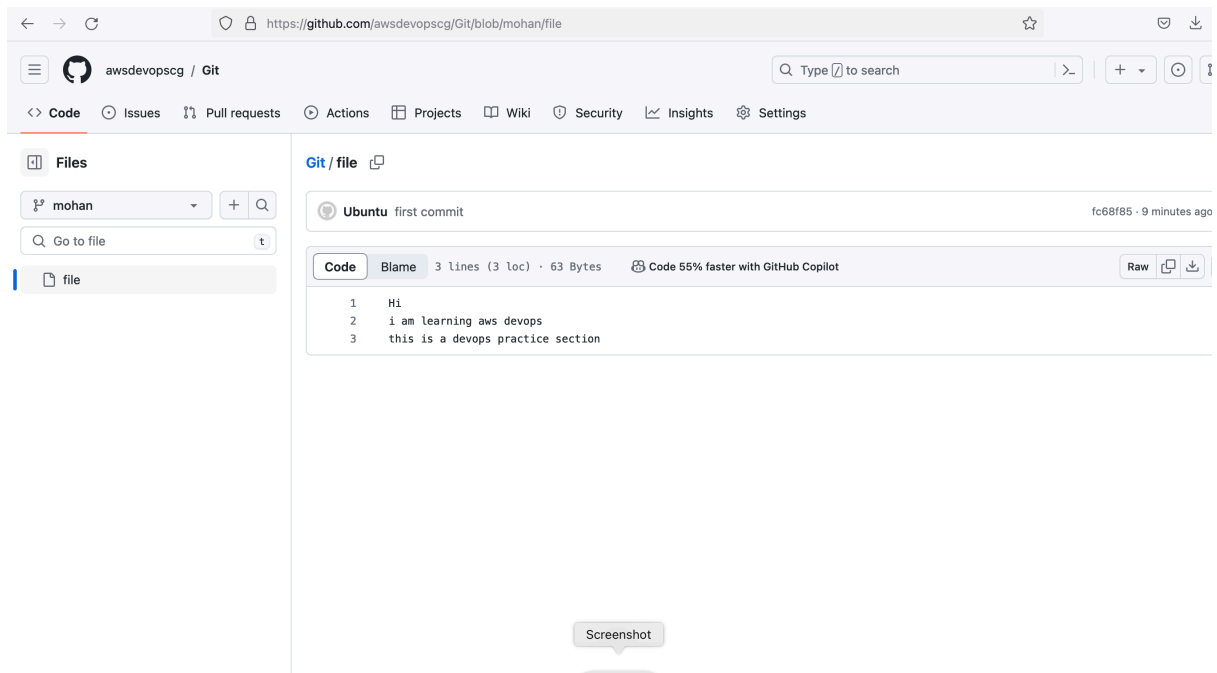 https://github.com/awsdevopscg/Git/blob/mohan/file
awsdevopscg / Git
Type / to search
Code Issues Pull requests Actions Projects Wiki Security Insights Settings
Files
mohan
Go to file t
file
Git / file
Ubuntu first commit fc68f85 · 9 minutes ago
Code Blame 3 lines (3 loc) · 63 Bytes Code 55% faster with GitHub Copilot Raw
1 Hi
2 i am learning aws devops
3 this is a devops practice section
Screenshot